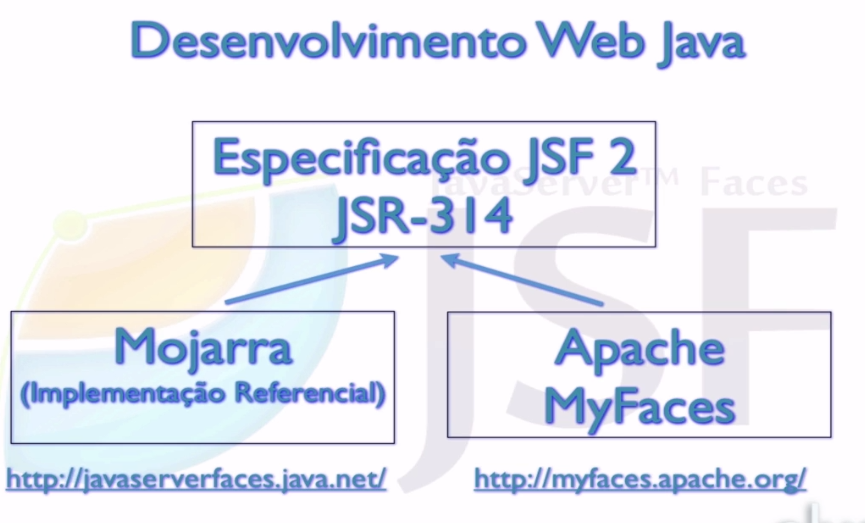 Desenvolvimento Web Java
Especificação JSF 2
JSR-314
JavaServer™ Faces
JSF
Mojarra
(Implementação Referencial)
Apache
MyFaces
http://javaserverfaces.java.net/
http://myfaces.apache.org/